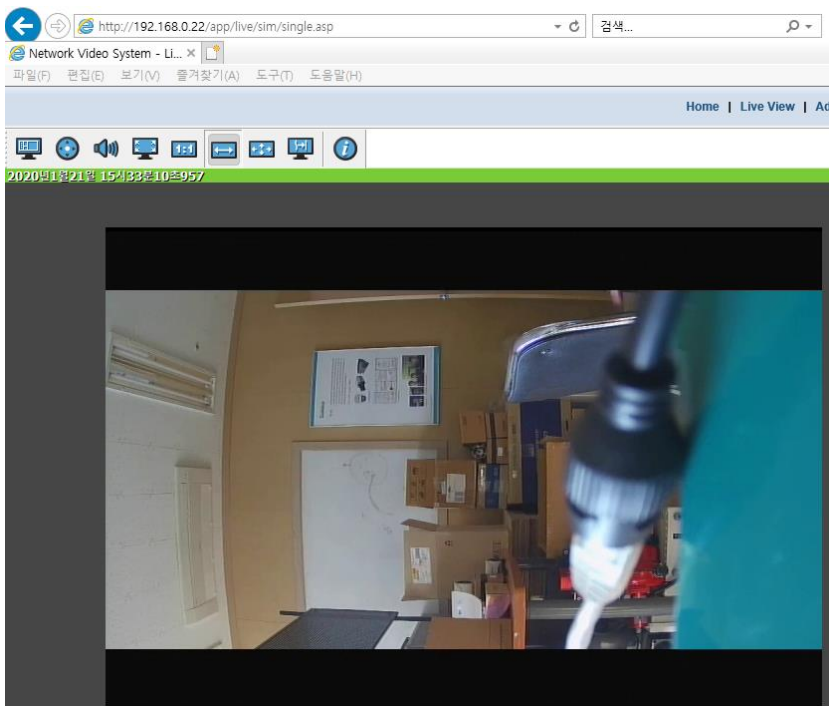 http://192.168.0.22/app/live/sim/single.asp
검색...
Network Video System - Li...
파일(F) 편집(E) 보기(V) 즐겨찾기(A) 도구(T) 도움말(H)
Home | Live View | Ad
1:1
2020년1월21일 15시33분10초957